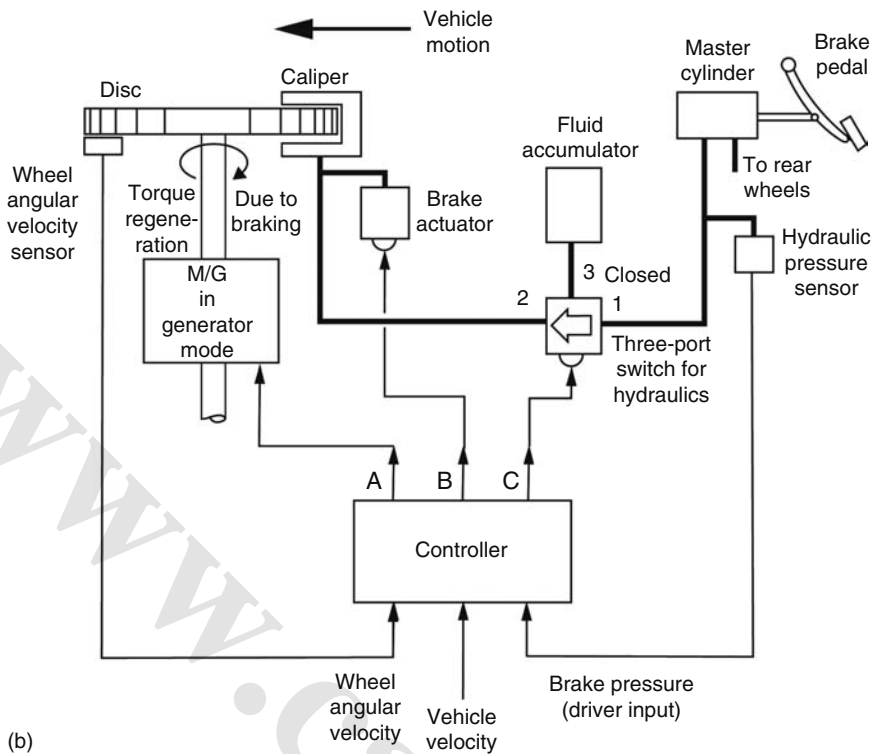 Vehicle
motion
Master
cylinder
Brake
pedal
Disc
Caliper
Fluid
accumulator
To rear
wheels
Wheel
angular
velocity
sensor
Torque
regene-
ration
Due to
braking
Brake
actuator
Hydraulic
pressure
sensor
M/G
in
generator
mode
3 Closed
2
1
Three-port
switch for
hydraulics
A B C
Controller
Wheel
angular
velocity
Vehicle
velocity
Brake pressure
(driver input)
(b)
www.c